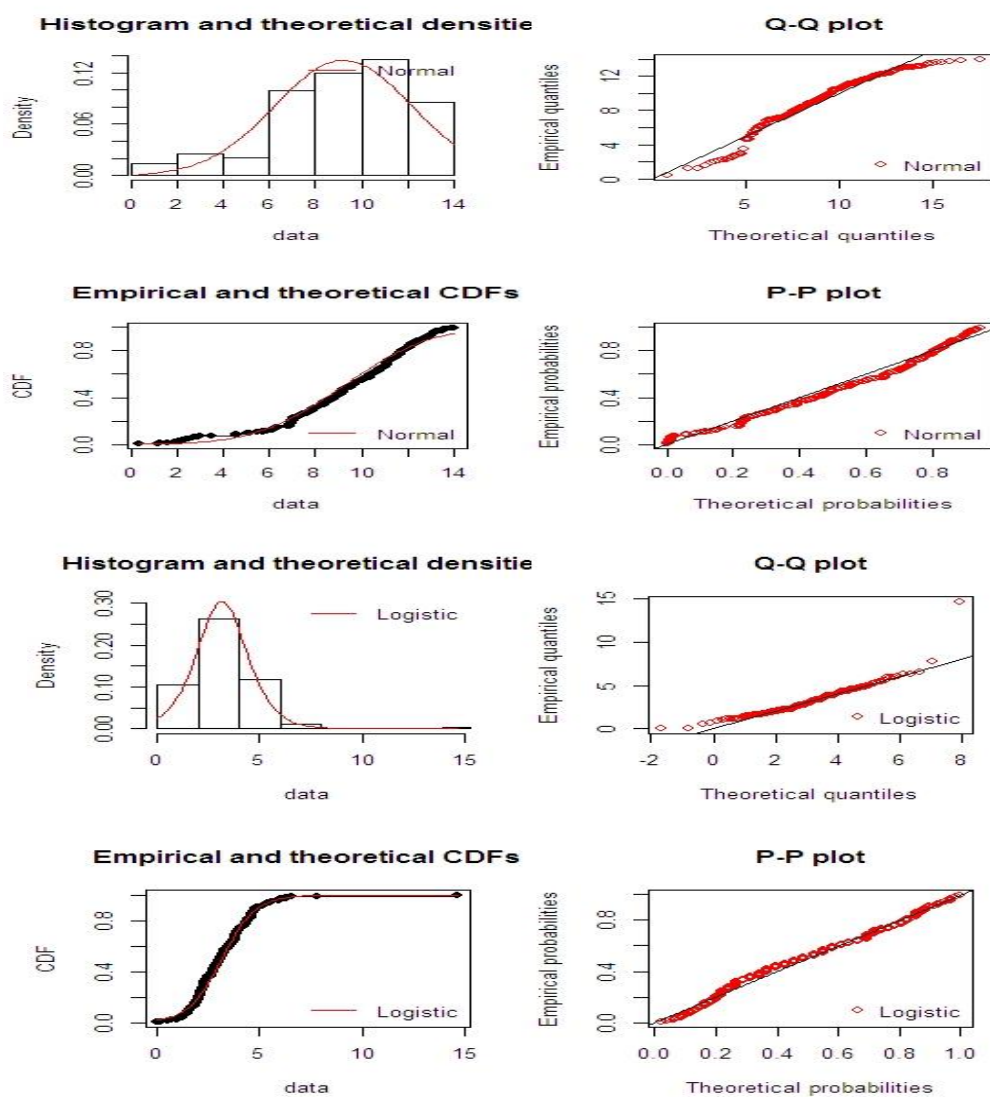 Histogram and theoretical densitie
Q-Q plot
Density
0.00 0.06 0.12
Normal
0 2 4 6 8 10 12 14
data
Empirical quantiles
0 4 8 12
Normal
5 10 15
Theoretical quantiles
Empirical and theoretical CDFs
P-P plot
CDF
0.0 0.4 0.8
Normal
0 2 4 6 8 10 12 14
data
Empirical probabilities
0.0 0.4 0.8
Normal
0.0 0.2 0.4 0.6 0.8
Theoretical probabilities
Histogram and theoretical densitie
Q-Q plot
Density
0.00 0.10 0.20 0.30
Logistic
0 5 10 15
data
Empirical quantiles
0 5 10 15
Logistic
-2 0 2 4 6 8
Theoretical quantiles
Empirical and theoretical CDFs
P-P plot
CDF
0.0 0.4 0.8
Logistic
0 5 10 15
data
Empirical probabilities
0.0 0.4 0.8
Logistic
0.0 0.2 0.4 0.6 0.8 1.0
Theoretical probabilities